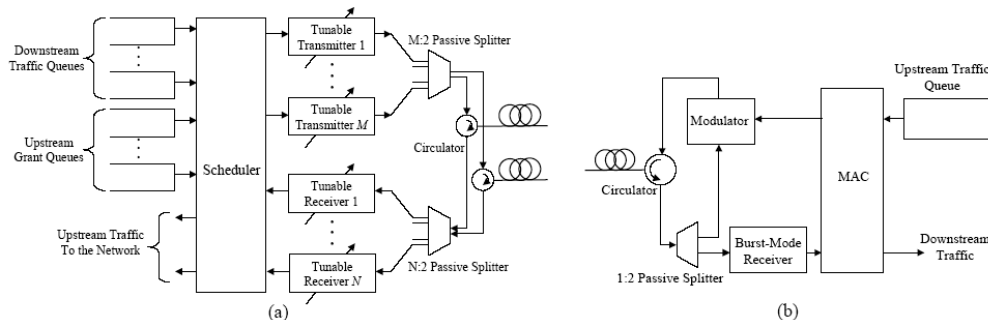 Downstream
Traffic Queues
Upstream
Grant Queues
Upstream Traffic
To the Network
Scheduler
Tunable
Transmitter 1
Tunable
Transmitter M
Tunable
Receiver 1
Tunable
Receiver N
M:2 Passive Splitter
Circulator
N:2 Passive Splitter
(a)
Circulator
Modulator
1:2 Passive Splitter
Burst-Mode
Receiver
MAC
Upstream Traffic
Queue
Downstream
Traffic
(b)